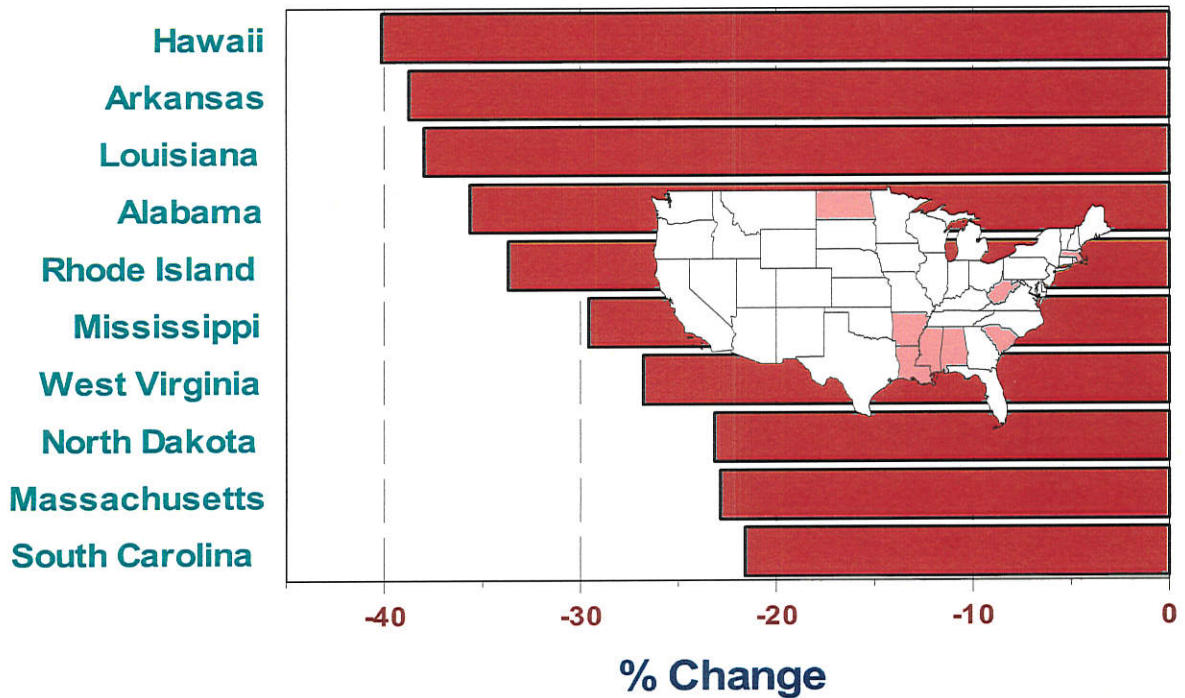 Hawaii
Arkansas
Louisiana
Alabama
Rhode Island
Mississippi
West Virginia
North Dakota
Massachusetts
South Carolina
-40 -30 -20 -10 0
% Change